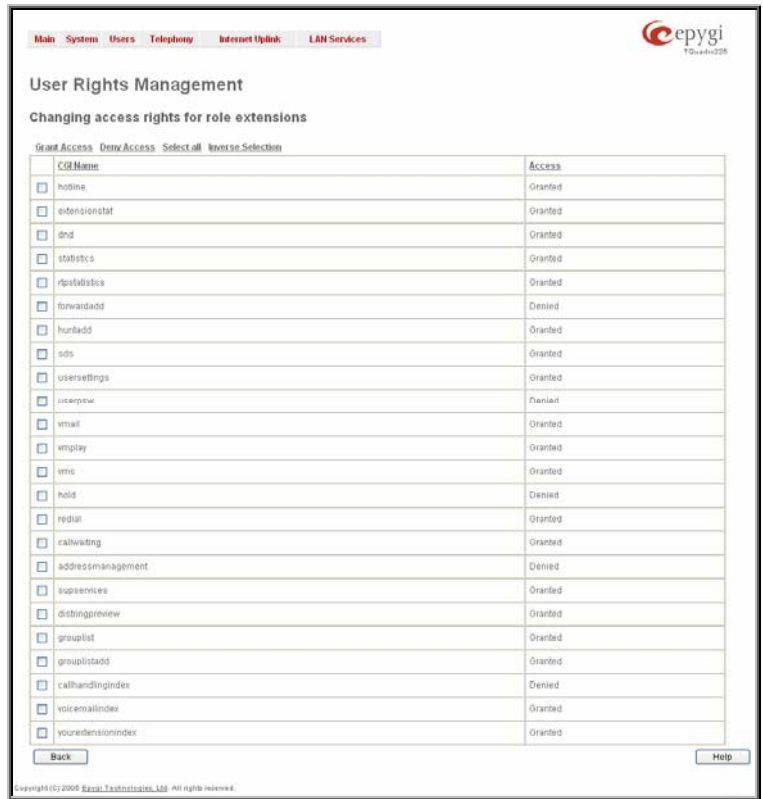 Main System Users Telephony Internet Uplink LAN Services
epygi
TQuadro225
User Rights Management
Changing access rights for role extensions
Grant Access Deny Access Select all Inverse Selection
CGI Name Access
hotline Granted
extensionstat Granted
dnd Granted
statistics Granted
rtpstatistics Granted
forwardadd Denied
huntadd Granted
sds Granted
usersettings Granted
userpsw Denied
vmail Granted
vmplay Granted
vms Granted
hold Denied
redial Granted
callwaiting Granted
addressmanagement Denied
supservices Granted
distringpreview Granted
grouplist Granted
grouplistadd Granted
callhandlingindex Denied
voicemailindex Granted
yourextensionindex Granted
Back Help
Copyright (C) 2005 Epygi Technologies, Ltd. All rights reserved.